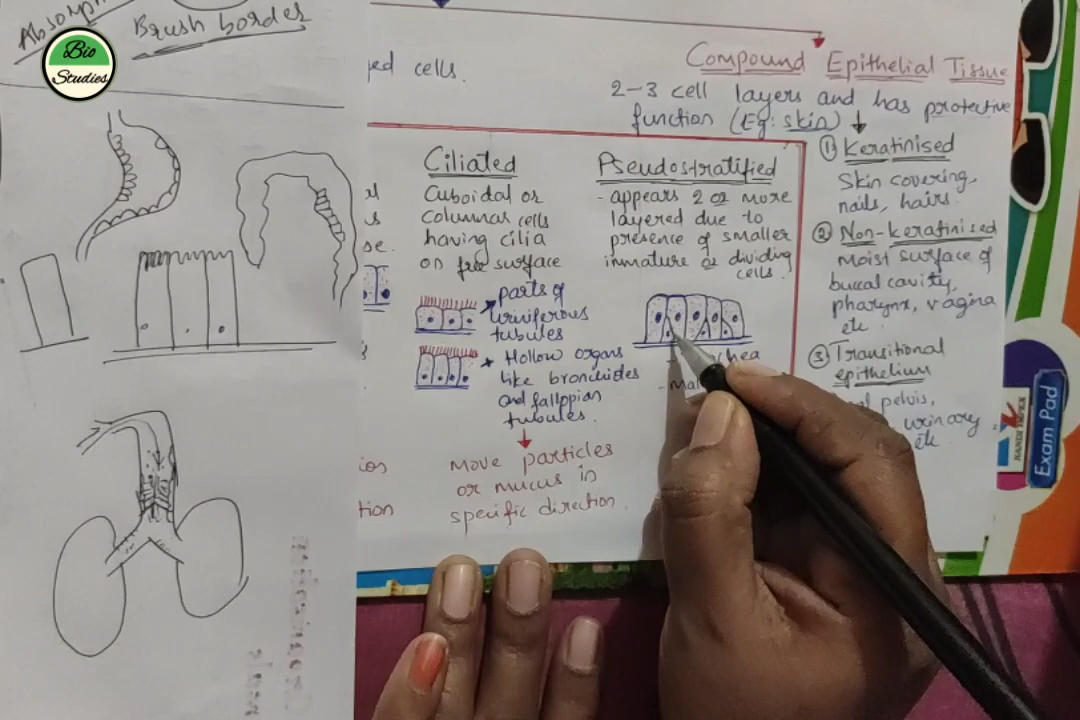 Brush border
Bio
Studies
cells.
Compound Epithelial Tissue
2-3 cell layers and has protective
function (Eg: skin)
Ciliated
Cuboidal or
columnar cells
having cilia
on free surface
parts of
uriniferous
tubules
Hollow organs
like bronchioles
and fallopian
tubules.
Move particles
or mucus in
specific direction.
Pseudostratified
- appears 2 or more
layered due to
presence of smaller
immature or dividing
cells.
① Keratinised
Skin covering,
nails, hairs.
② Non-keratinised
moist surface of
buccal cavity,
pharynx, vagina
etc.
③ Transitional
epithelium
pelvis,
urinary
etc.
Exam Pad